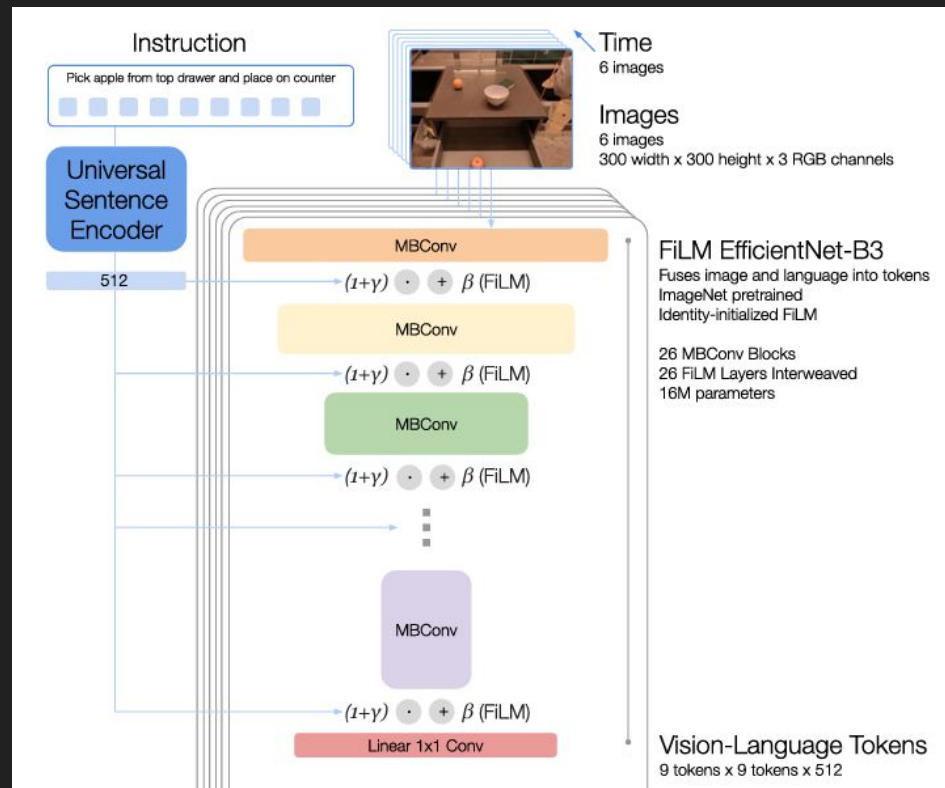 Instruction
Pick apple from top drawer and place on counter
Universal
Sentence
Encoder
512
Time
6 images
Images
6 images
300 width x 300 height x 3 RGB channels
MBConv
(1+γ) · + β (FiLM)
MBConv
(1+γ) · + β (FiLM)
MBConv
(1+γ) · + β (FiLM)
MBConv
(1+γ) · + β (FiLM)
Linear 1x1 Conv
FiLM EfficientNet-B3
Fuses image and language into tokens
ImageNet pretrained
Identity-initialized FiLM
26 MBConv Blocks
26 FiLM Layers Interweaved
16M parameters
Vision-Language Tokens
9 tokens x 9 tokens x 512